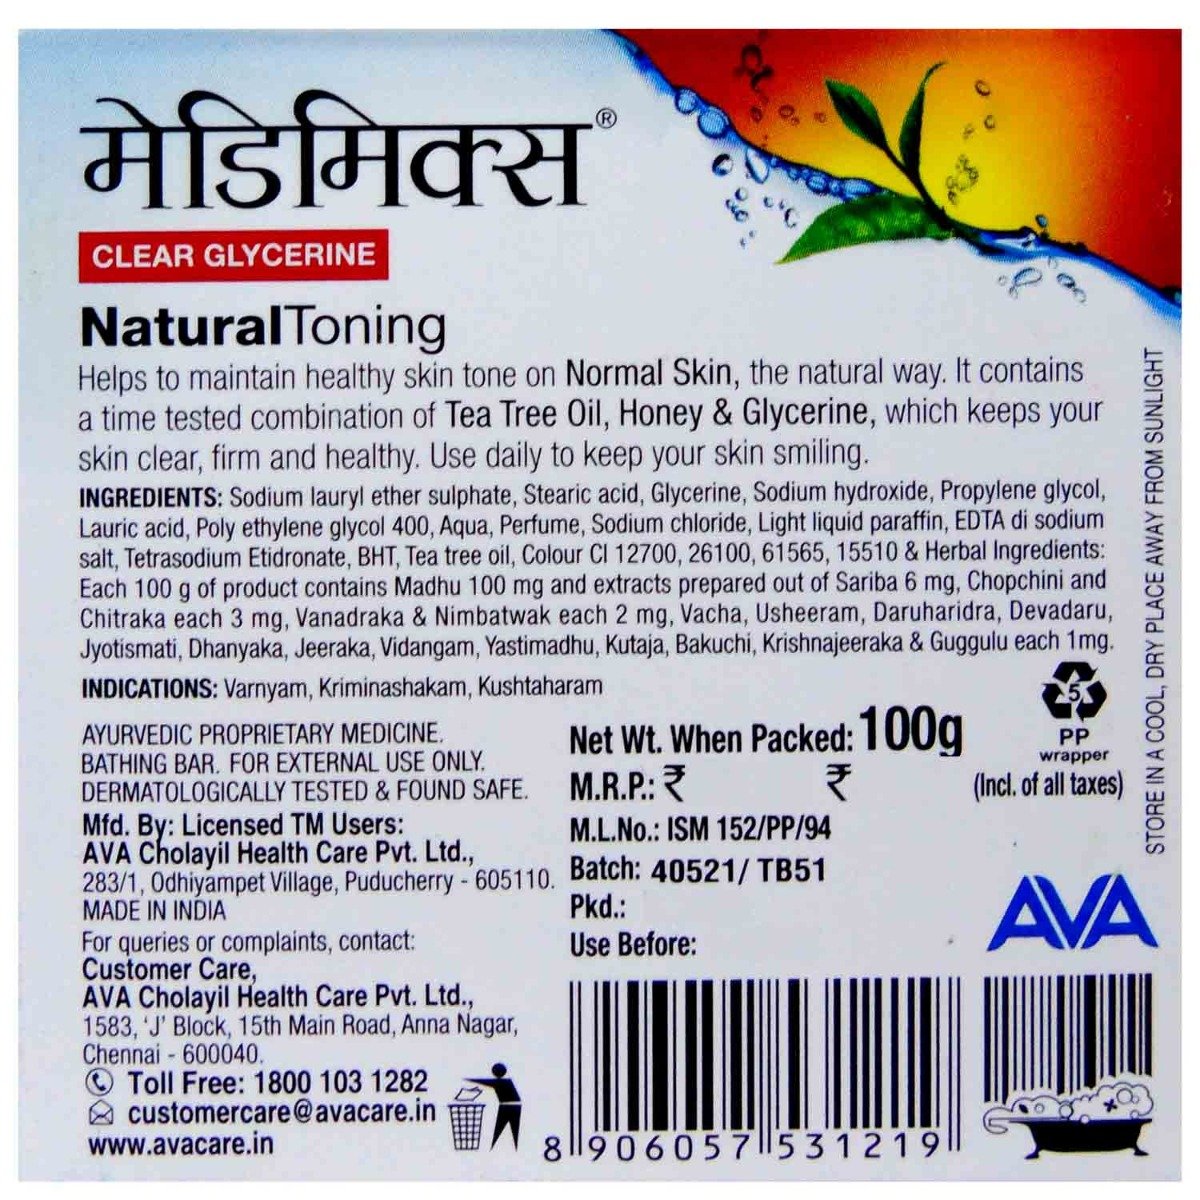 मेडिमिक्स®
CLEAR GLYCERINE
NaturalToning
Helps to maintain healthy skin tone on Normal Skin, the natural way. It contains
a time tested combination of Tea Tree Oil, Honey & Glycerine, which keeps your
skin clear, firm and healthy. Use daily to keep your skin smiling.
INGREDIENTS: Sodium lauryl ether sulphate, Stearic acid, Glycerine, Sodium hydroxide, Propylene glycol,
Lauric acid, Poly ethylene glycol 400, Aqua, Perfume, Sodium chloride, Light liquid paraffin, EDTA di sodium
salt, Tetrasodium Etidronate, BHT, Tea tree oil, Colour CI 12700, 26100, 61565, 15510 & Herbal Ingredients:
Each 100 g of product contains Madhu 100 mg and extracts prepared out of Sariba 6 mg, Chopchini and
Chitraka each 3 mg, Vanadraka & Nimbatwak each 2 mg, Vacha, Usheeram, Daruharidra, Devadaru,
Jyotismati, Dhanyaka, Jeeraka, Vidangam, Yastimadhu, Kutaja, Bakuchi, Krishnajeeraka & Guggulu each 1mg.
INDICATIONS: Varnyam, Kriminashakam, Kushtaharam
AYURVEDIC PROPRIETARY MEDICINE.
BATHING BAR. FOR EXTERNAL USE ONLY.
DERMATOLOGICALLY TESTED & FOUND SAFE.
Mfd. By: Licensed TM Users:
AVA Cholayil Health Care Pvt. Ltd.,
283/1, Odhiyampet Village, Puducherry - 605110.
MADE IN INDIA
For queries or complaints, contact:
Customer Care,
AVA Cholayil Health Care Pvt. Ltd.,
1583, 'J' Block, 15th Main Road, Anna Nagar,
Chennai - 600040.
Toll Free: 1800 103 1282
customercare@avacare.in
www.avacare.in
Net Wt. When Packed: 100g
M.R.P.: ₹ ₹ (Incl. of all taxes)
M.L.No.: ISM 152/PP/94
Batch: 40521/ TB51
Pkd.:
Use Before:
5
PP
wrapper
STORE IN A COOL, DRY PLACE AWAY FROM SUNLIGHT
AVA
8 906057 531219